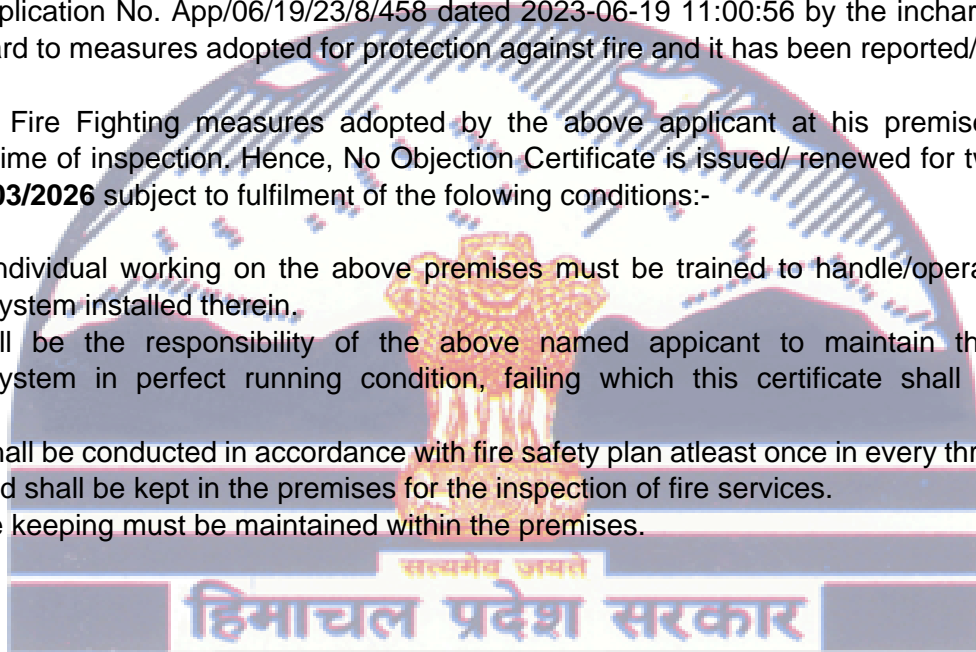 plication No. App/06/19/23/8/458 dated 2023-06-19 11:00:56 by the inchar
ard to measures adopted for protection against fire and it has been reported/
Fire Fighting measures adopted by the above applicant at his premise
ime of inspection. Hence, No Objection Certificate is issued/ renewed for tw
03/2026 subject to fulfilment of the folowing conditions:-
ndividual working on the above premises must be trained to handle/opera
ystem installed therein.
ll be the responsibility of the above named appicant to maintain th
ystem in perfect running condition, failing which this certificate shall
hall be conducted in accordance with fire safety plan atleast once in every thr
d shall be kept in the premises for the inspection of fire services.
e keeping must be maintained within the premises.
सत्यमेव जयते
हिमाचल प्रदेश सरकार